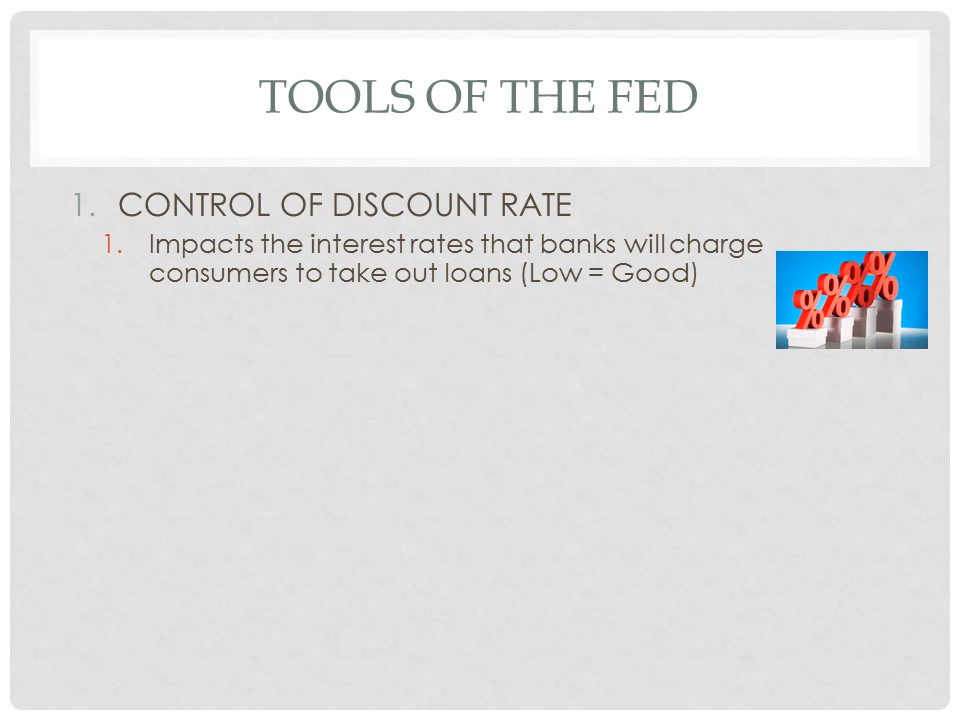 TOOLS OF THE FED
1. CONTROL OF DISCOUNT RATE
1. Impacts the interest rates that banks will charge
consumers to take out loans (Low = Good)
% % % %